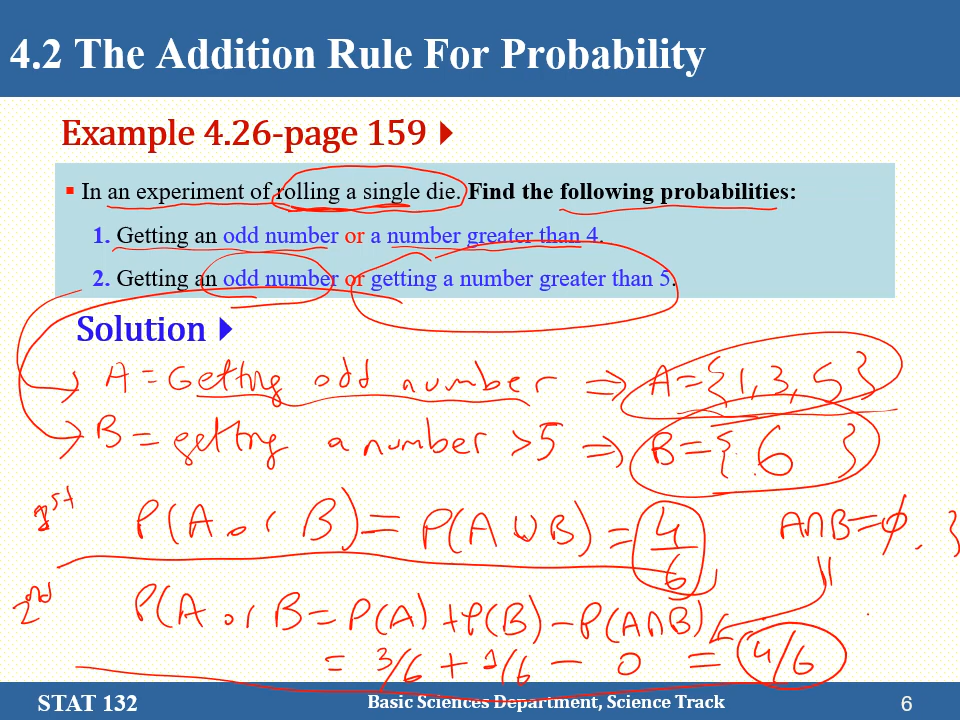 4.2 The Addition Rule For Probability
Example 4.26-page 159
In an experiment of rolling a single die. Find the following probabilities:
1. Getting an odd number or a number greater than 4.
2. Getting an odd number or getting a number greater than 5.
Solution
A = Getting odd number ⇒ A={1, 3, 5}
B = getting a number >5 ⇒ B={ 6 }
1st P(A or B) = P(A ∪ B) = 4/6 A∩B=ϕ. }
2nd P(A or B = P(A) + P(B) − P(A∩B)
= 3/6 + 1/6 − 0 = 4/6
STAT 132 Basic Sciences Department, Science Track 6